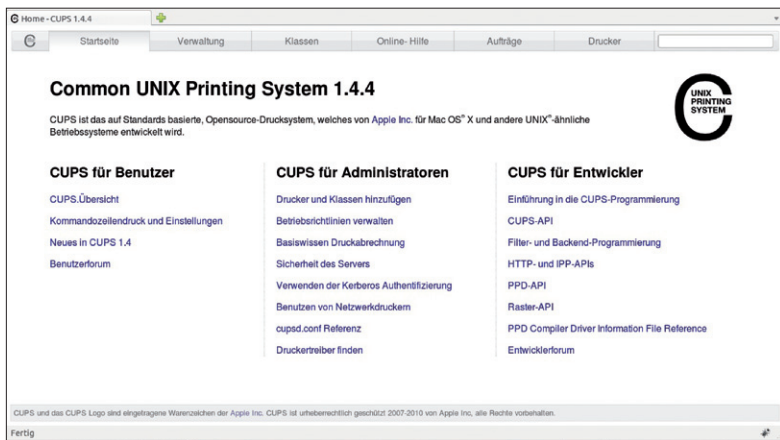 Home - CUPS 1.4.4
Startseite
Verwaltung
Klassen
Online- Hilfe
Aufträge
Drucker
Common UNIX Printing System 1.4.4
CUPS ist das auf Standards basierte, Opensource-Drucksystem, welches von Apple Inc. für Mac OS® X und andere UNIX®-ähnliche
Betriebssysteme entwickelt wird.
UNIX
PRINTING
SYSTEM
CUPS für Benutzer
CUPS.Übersicht
Kommandozeilendruck und Einstellungen
Neues in CUPS 1.4
Benutzerforum
CUPS für Administratoren
Drucker und Klassen hinzufügen
Betriebsrichtlinien verwalten
Basiswissen Druckabrechnung
Sicherheit des Servers
Verwenden der Kerberos Authentifizierung
Benutzen von Netzwerkdruckern
cupsd.conf Referenz
Druckertreiber finden
CUPS für Entwickler
Einführung in die CUPS-Programmierung
CUPS-API
Filter- und Backend-Programmierung
HTTP- und IPP-APIs
PPD-API
Raster-API
PPD Compiler Driver Information File Reference
Entwicklerforum
CUPS und das CUPS Logo sind eingetragene Warenzeichen der Apple Inc. CUPS ist urheberrechtlich geschützt 2007-2010 von Apple Inc, alle Rechte vorbehalten.
Fertig